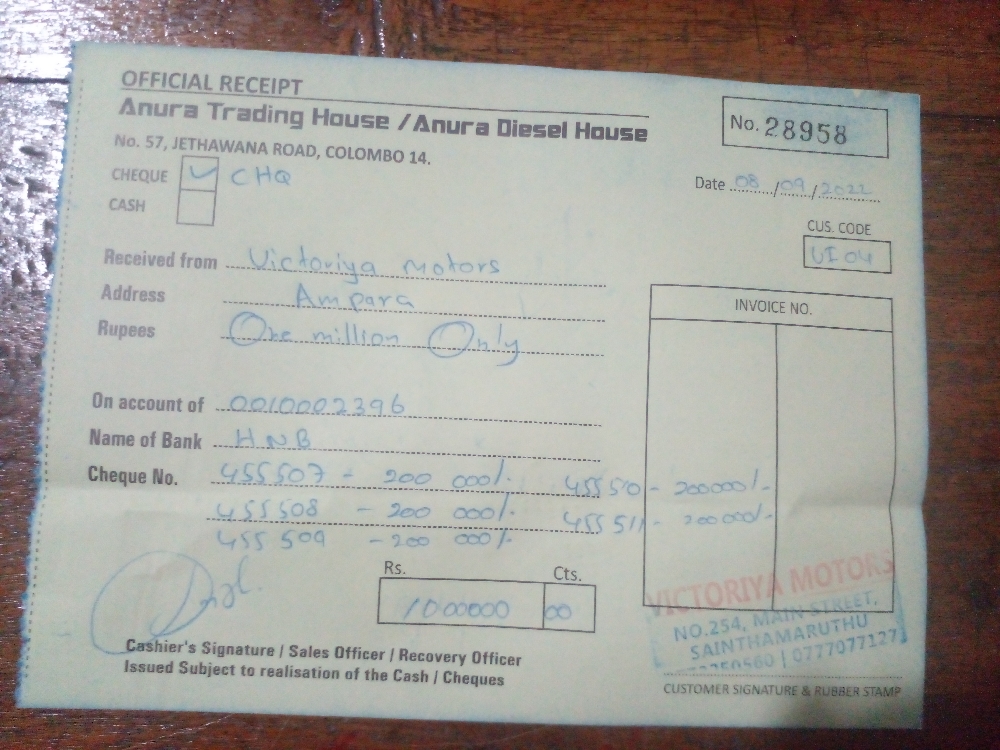 OFFICIAL RECEIPT
Anura Trading House / Anura Diesel House
No. 57, JETHAWANA ROAD, COLOMBO 14.
No. 28958
CHEQUE ✓ CHQ
CASH
Date 08/09/2022
CUS. CODE
VI 04
Received from Victoriya Motors
Address Ampara
Rupees One million Only
INVOICE NO.
On account of 0010002396
Name of Bank HNB
Cheque No. 455507 - 200 000/- 455510 - 200000/-
455508 - 200 000/- 455511 - 200000/-
455509 - 200 000/-
Rs. Cts.
1000000 00
VICTORIYA MOTORS
NO.254, MAIN STREET,
SAINTHAMARUTHU
0777077127
Cashier's Signature / Sales Officer / Recovery Officer
Issued Subject to realisation of the Cash / Cheques
CUSTOMER SIGNATURE & RUBBER STAMP